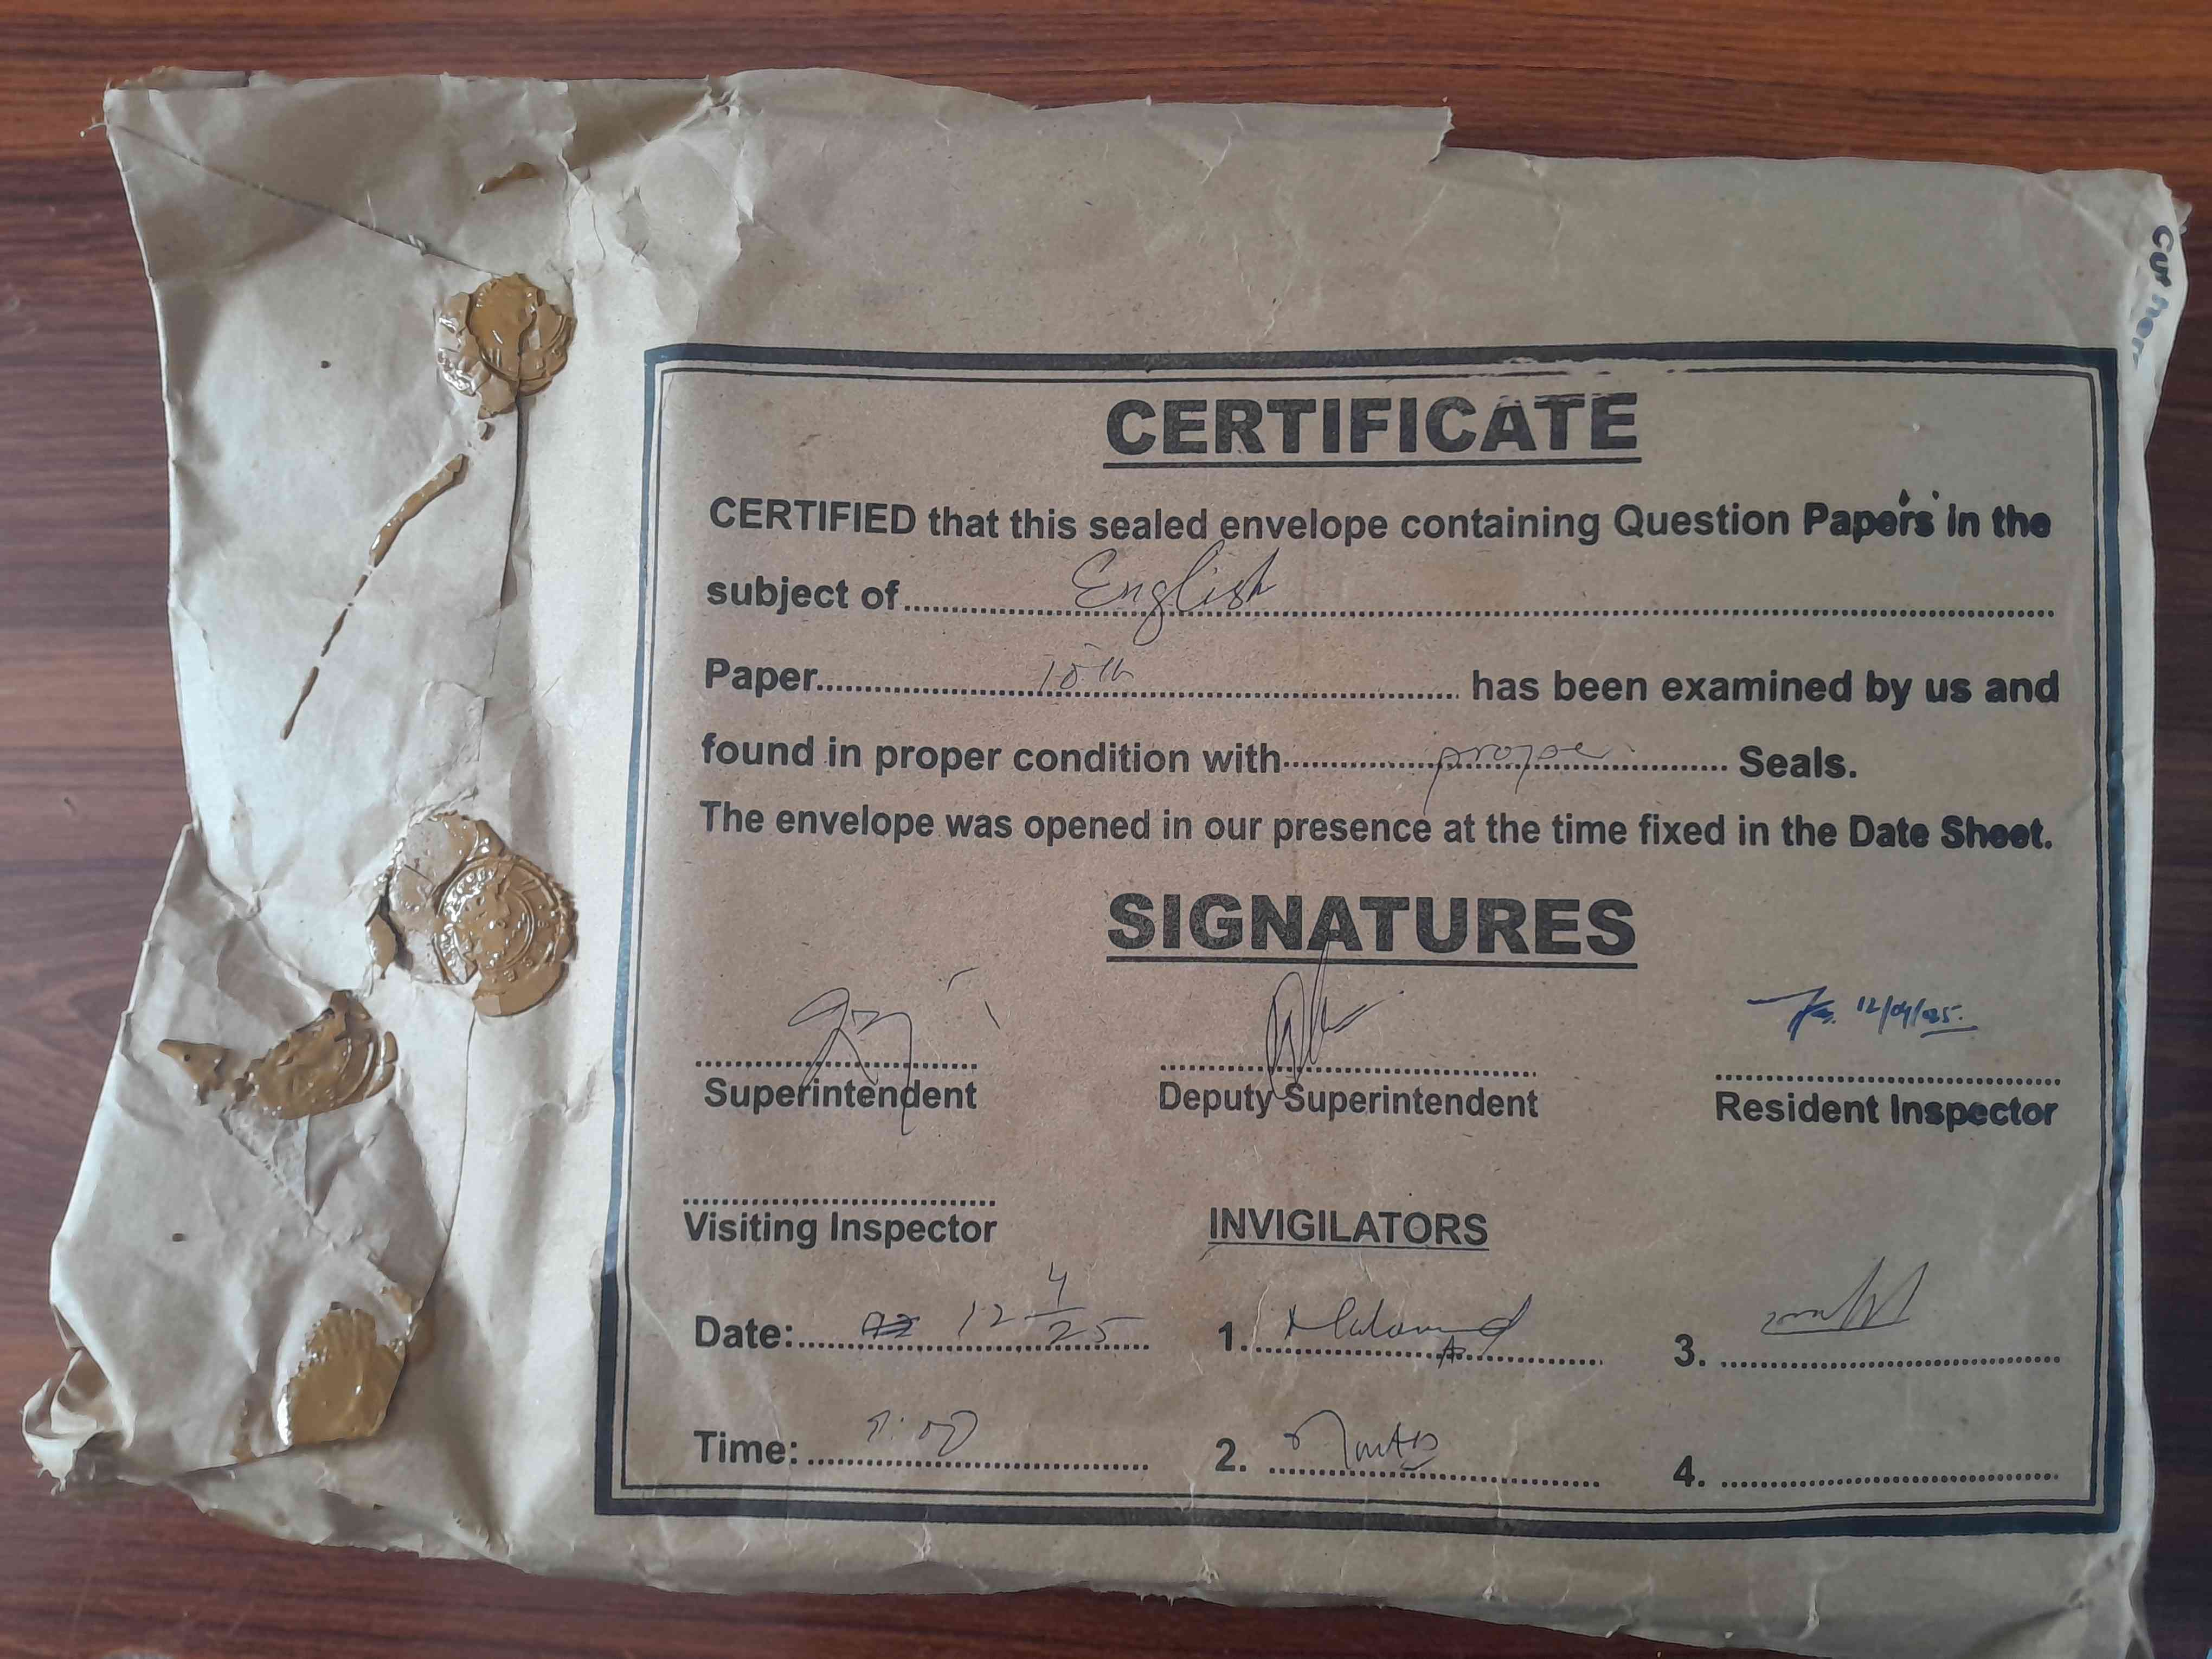 Cut here
CERTIFICATE
CERTIFIED that this sealed envelope containing Question Papers in the
subject of English
Paper 10th has been examined by us and
found in proper condition with proper Seals.
The envelope was opened in our presence at the time fixed in the Date Sheet.
SIGNATURES
12/04/25.
Superintendent Deputy Superintendent Resident Inspector
Visiting Inspector INVIGILATORS
Date: 12 4/25 1. 3.
Time: 2. 4.